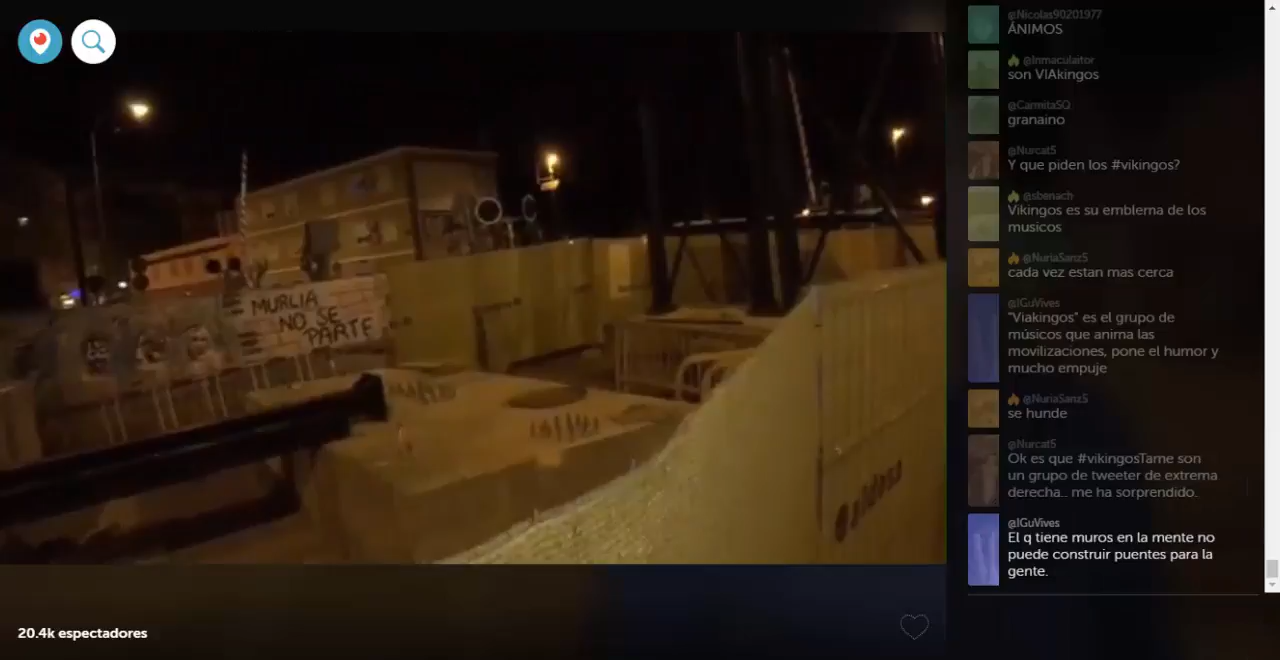 MURCIA
NO SE
PARTE
aldesa
20.4k espectadores
@Nicolas90201977
ÁNIMOS
@Inmaculaitor
son VIAkingos
@CarmitaSQ
granaino
@Nurcat5
Y que piden los #vikingos?
@sbenach
Vikingos es su emblema de los
musicos
@NuriaSanz5
cada vez estan mas cerca
@IGuVives
"Viakingos" es el grupo de
músicos que anima las
movilizaciones, pone el humor y
mucho empuje
@NuriaSanz5
se hunde
@Nurcat5
Ok es que #vikingosTarne son
un grupo de tweeter de extrema
derecha.. me ha sorprendido.
@IGuVives
El q tiene muros en la mente no
puede construir puentes para la
gente.